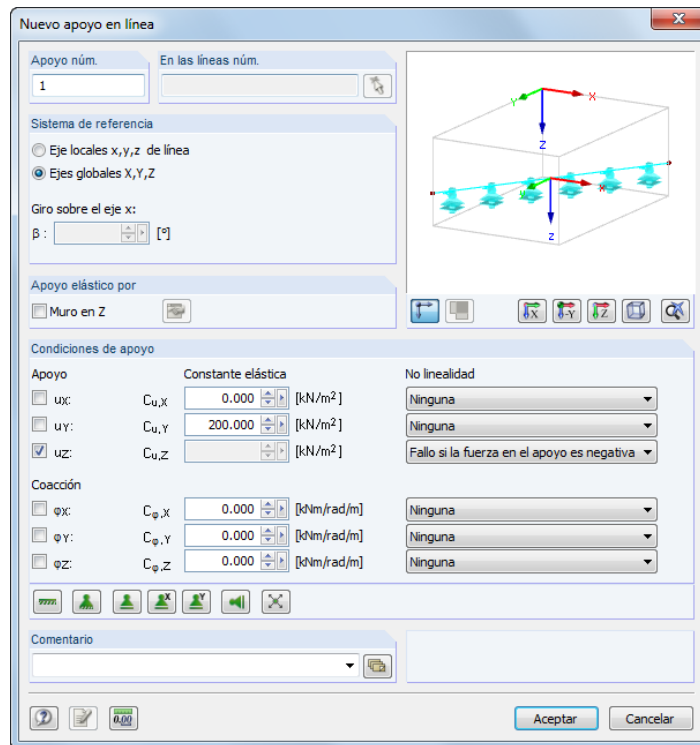 Nuevo apoyo en línea
Apoyo núm.
En las líneas núm.
1
Sistema de referencia
Eje locales x,y,z de línea
Ejes globales X,Y,Z
Giro sobre el eje x:
β : [°]
Apoyo elástico por
Muro en Z
Y X
Z
Y X
Z
X -Y Z
Condiciones de apoyo
Apoyo Constante elástica No linealidad
uX: Cu,X 0.000 [kN/m²] Ninguna
uY: Cu,Y 200.000 [kN/m²] Ninguna
uZ: Cu,Z [kN/m²] Fallo si la fuerza en el apoyo es negativa
Coacción
φX: Cφ,X 0.000 [kNm/rad/m] Ninguna
φY: Cφ,Y 0.000 [kNm/rad/m] Ninguna
φZ: Cφ,Z 0.000 [kNm/rad/m] Ninguna
X Y
Comentario
0.00
Aceptar
Cancelar